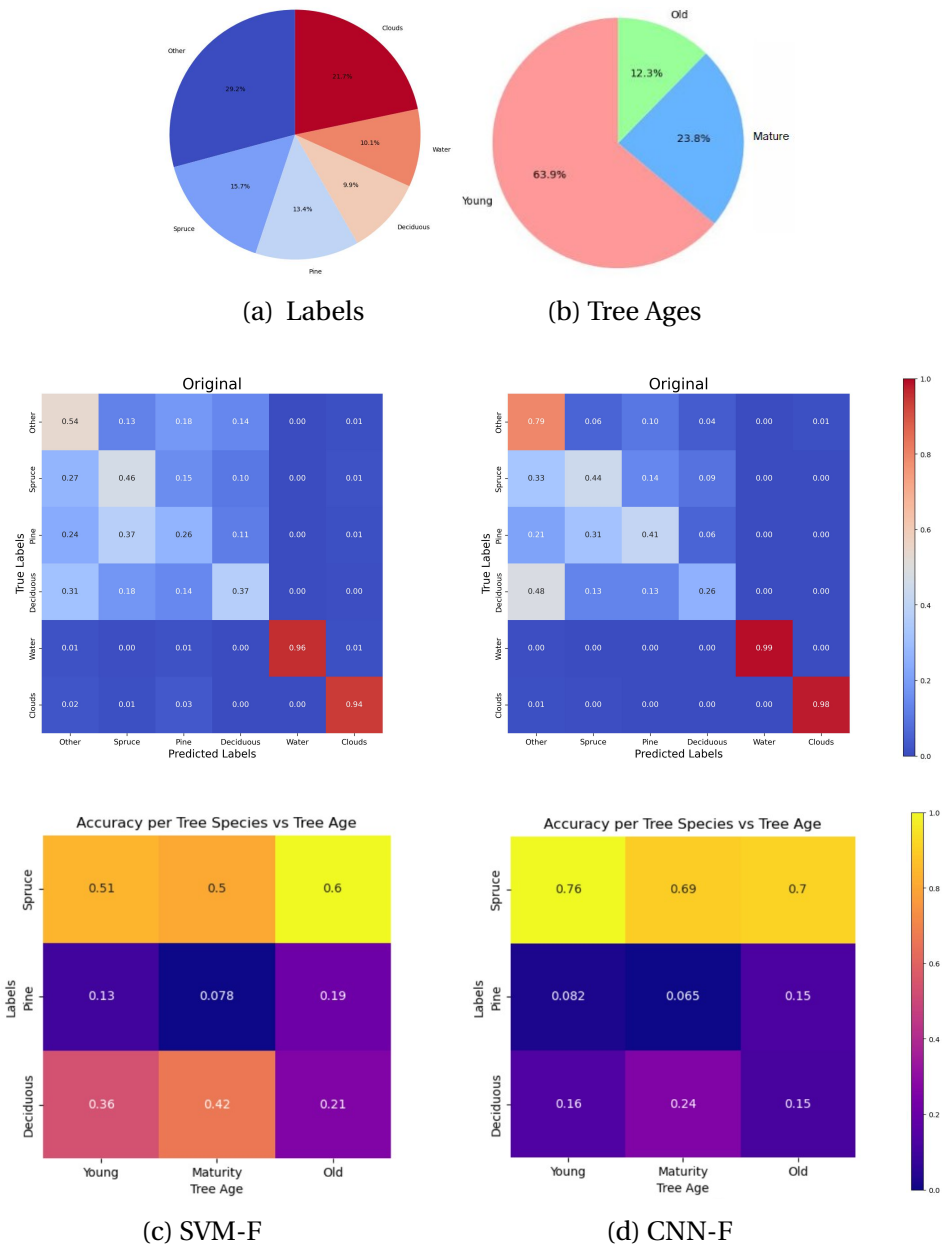 Clouds
Old
Other
21.7%
12.3%
29.2%
Mature
23.8%
10.1%
Water
63.9%
9.9%
15.7%
Young
13.4%
Deciduous
Spruce
Pine
(a) Labels
(b) Tree Ages
Original
True Labels
Other 0.54 0.13 0.18 0.14 0.00 0.01
Spruce 0.27 0.46 0.15 0.10 0.00 0.01
Pine 0.24 0.37 0.26 0.11 0.00 0.01
Deciduous 0.31 0.18 0.14 0.37 0.00 0.00
Water 0.01 0.00 0.01 0.00 0.96 0.01
Clouds 0.02 0.01 0.03 0.00 0.00 0.94
Other Spruce Pine Deciduous Water Clouds
Predicted Labels
Original
Other 0.79 0.06 0.10 0.04 0.00 0.01
Spruce 0.33 0.44 0.14 0.09 0.00 0.00
Pine 0.21 0.31 0.41 0.06 0.00 0.00
Deciduous 0.48 0.13 0.13 0.26 0.00 0.00
Water 0.00 0.00 0.00 0.00 0.99 0.00
Clouds 0.01 0.00 0.00 0.00 0.00 0.98
Other Spruce Pine Deciduous Water Clouds
Predicted Labels
1.0
0.8
0.6
0.4
0.2
0.0
Accuracy per Tree Species vs Tree Age
Labels
Spruce 0.51 0.5 0.6
Pine 0.13 0.078 0.19
Deciduous 0.36 0.42 0.21
Young Maturity Old
Tree Age
Accuracy per Tree Species vs Tree Age
Labels
Spruce 0.76 0.69 0.7
Pine 0.082 0.065 0.15
Deciduous 0.16 0.24 0.15
Young Maturity Old
Tree Age
1.0
0.8
0.6
0.4
0.2
0.0
(c) SVM-F
(d) CNN-F